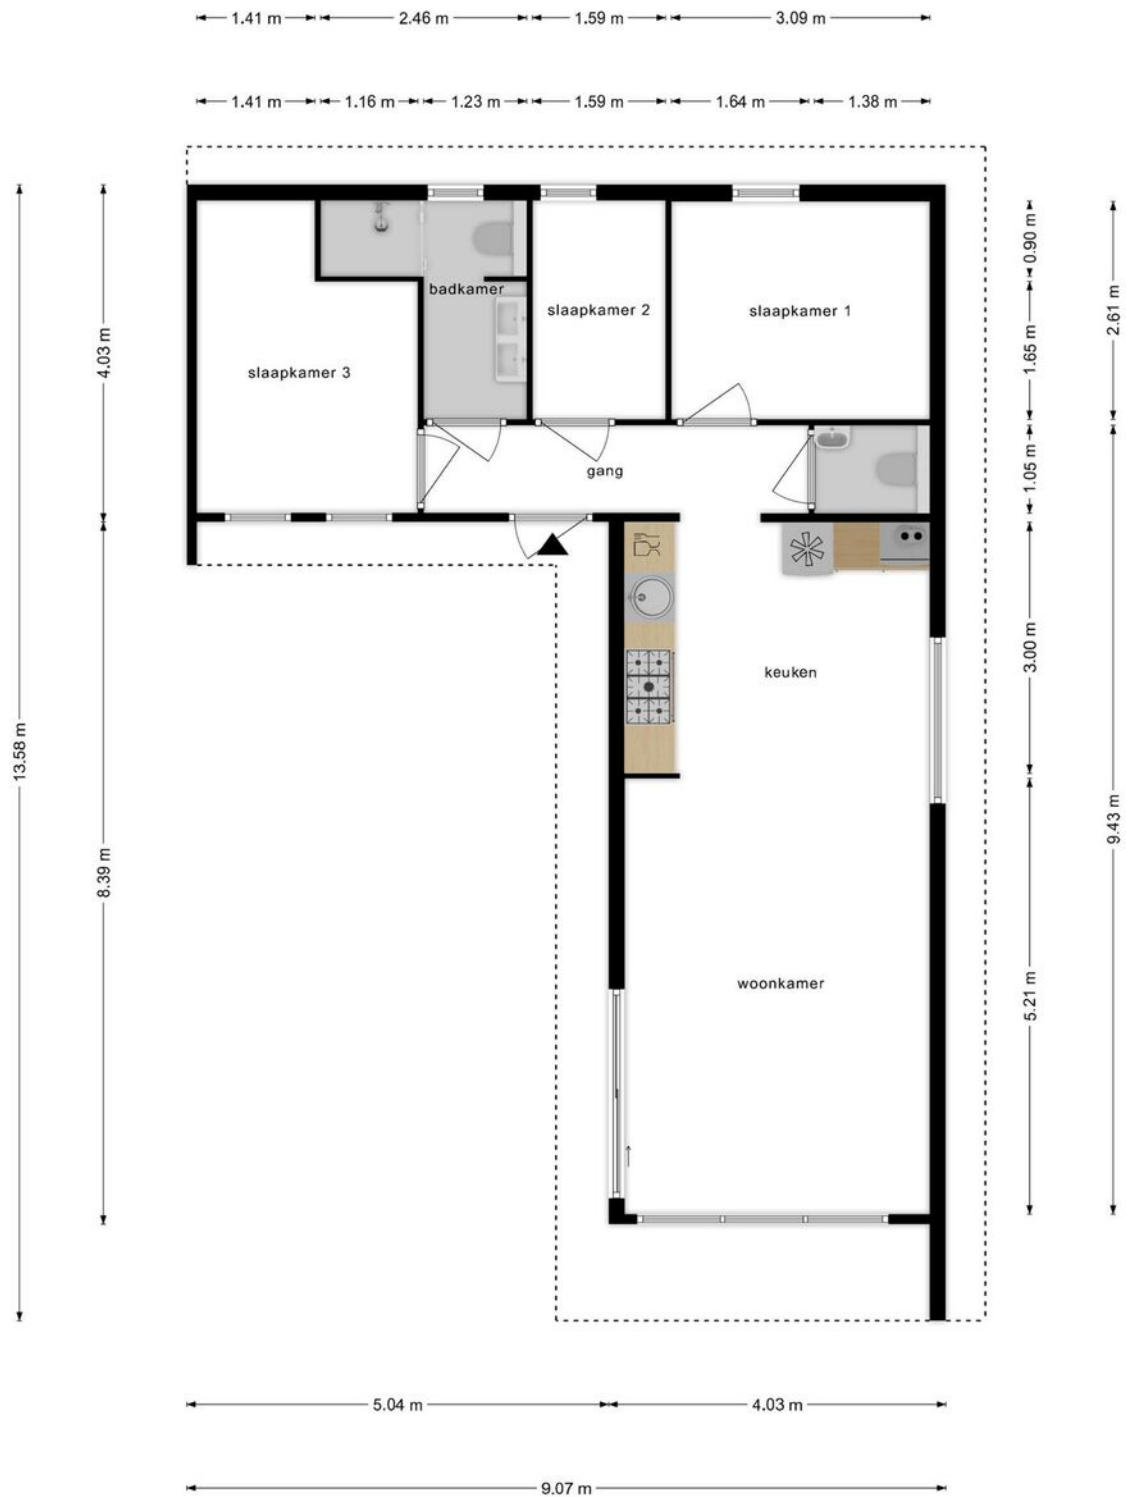 1.41 m 2.46 m 1.59 m 3.09 m
1.41 m 1.16 m 1.23 m 1.59 m 1.64 m 1.38 m
13.58 m
4.03 m
8.39 m
badkamer
slaapkamer 2
slaapkamer 1
slaapkamer 3
gang
keuken
woonkamer
0.90 m
1.65 m
1.05 m
3.00 m
5.21 m
2.61 m
9.43 m
5.04 m 4.03 m
9.07 m